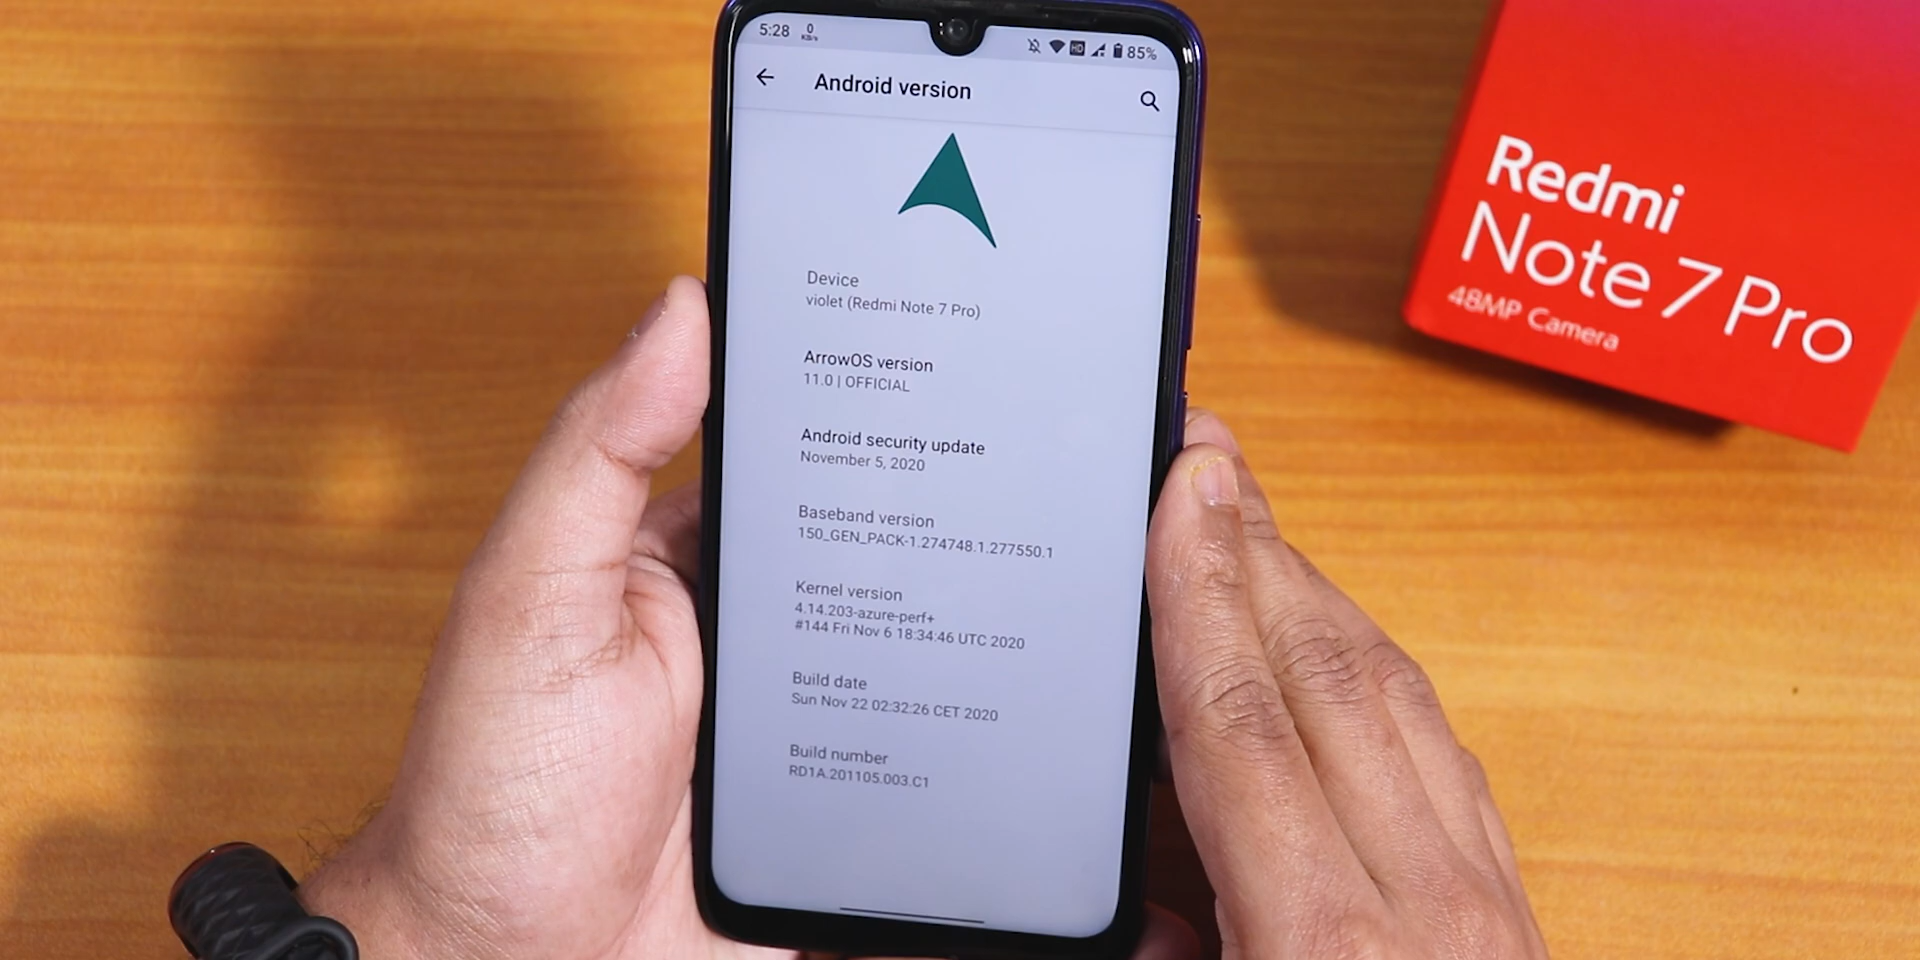 5:28 0 KB/s HD 85%
Android version
Device
violet (Redmi Note 7 Pro)
ArrowOS version
11.0 | OFFICIAL
Android security update
November 5, 2020
Baseband version
150_GEN_PACK-1.274748.1.277550.1
Kernel version
4.14.203-azure-perf+
#144 Fri Nov 6 18:34:46 UTC 2020
Build date
Sun Nov 22 02:32:26 CET 2020
Build number
RD1A.201105.003.C1
Redmi
Note 7 Pro
48MP Camera